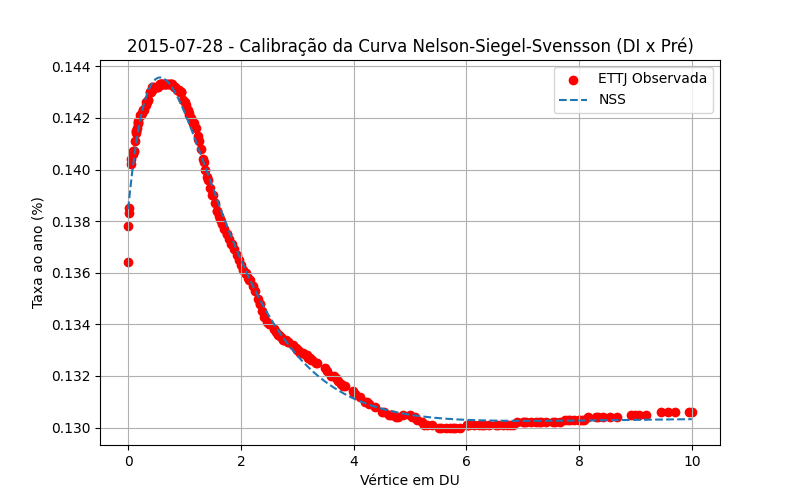 2015-07-28 - Calibração da Curva Nelson-Siegel-Svensson (DI x Pré)
ETTJ Observada
NSS
Taxa ao ano (%)
0.144
0.142
0.140
0.138
0.136
0.134
0.132
0.130
0 2 4 6 8 10
Vértice em DU